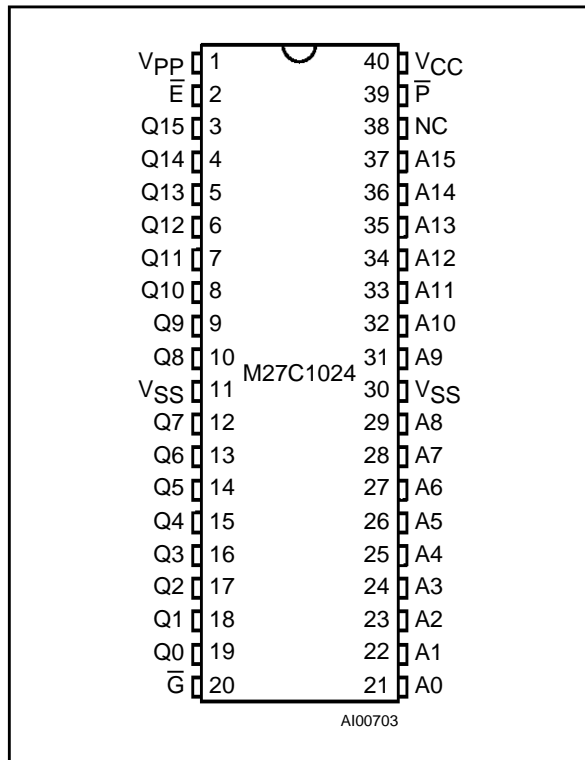 VPP 1 40 VCC
E̅ 2 39 P̅
Q15 3 38 NC
Q14 4 37 A15
Q13 5 36 A14
Q12 6 35 A13
Q11 7 34 A12
Q10 8 33 A11
Q9 9 32 A10
Q8 10 31 A9
M27C1024
VSS 11 30 VSS
Q7 12 29 A8
Q6 13 28 A7
Q5 14 27 A6
Q4 15 26 A5
Q3 16 25 A4
Q2 17 24 A3
Q1 18 23 A2
Q0 19 22 A1
G̅ 20 21 A0
AI00703